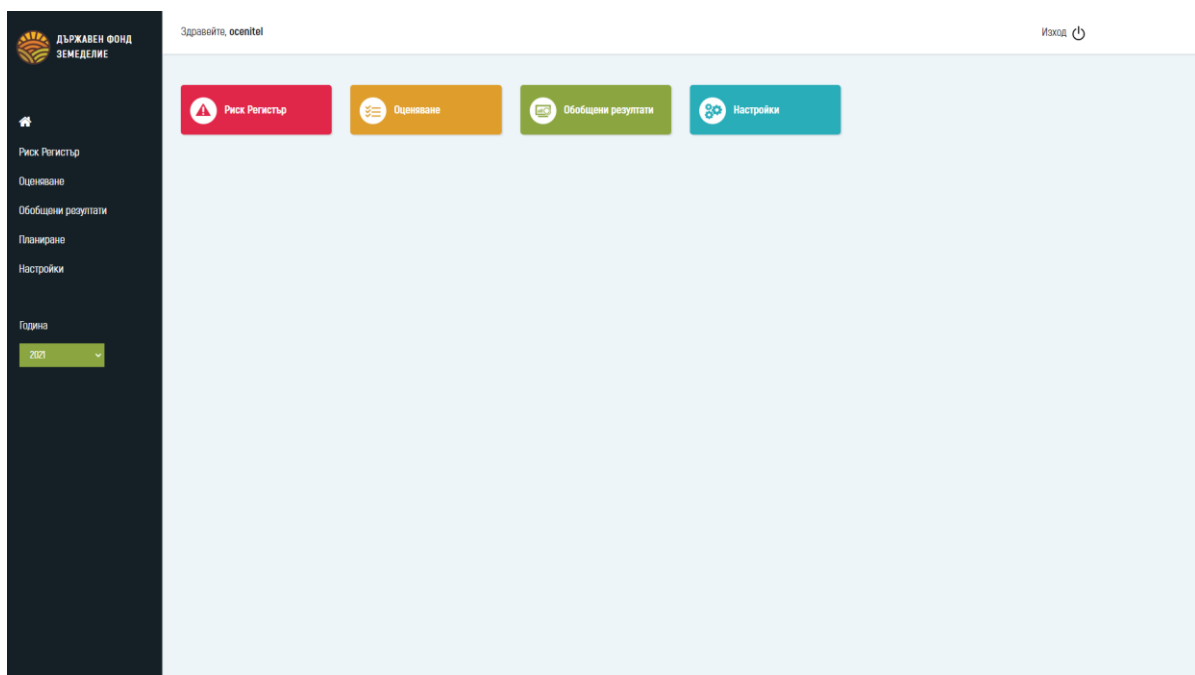 ДЪРЖАВЕН ФОНД
ЗЕМЕДЕЛИЕ
Здравейте, ocenitel
Изход
Риск Регистър
Оценяване
Обобщени резултати
Настройки
Риск Регистър
Оценяване
Обобщени резултати
Планиране
Настройки
Година
2021